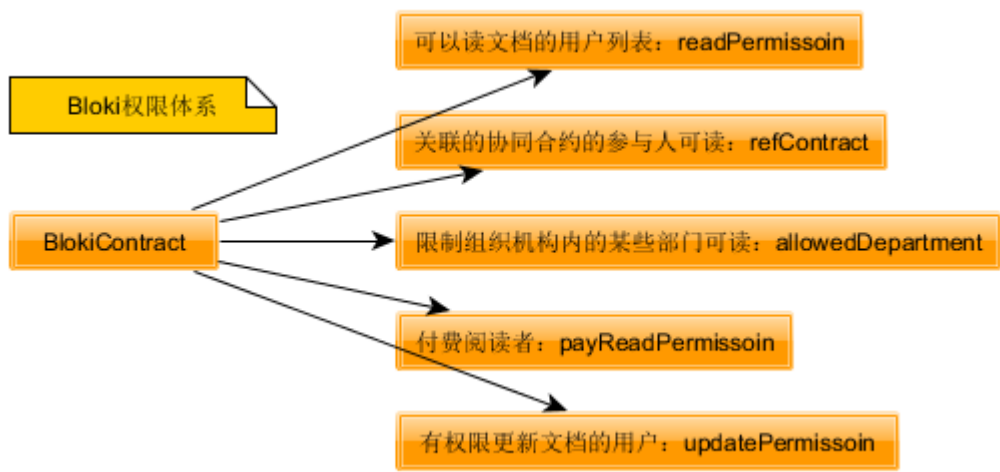 可以读文档的用户列表：readPermissoin
Bloki权限体系
关联的协同合约的参与人可读：refContract
BlokiContract
限制组织机构内的某些部门可读：allowedDepartment
付费阅读者：payReadPermissoin
有权限更新文档的用户：updatePermissoin